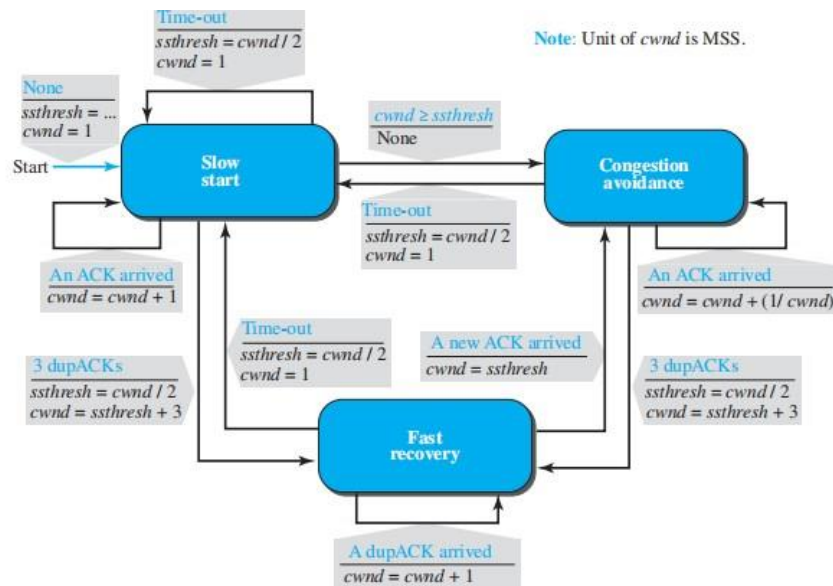 Time-out
ssthresh = cwnd / 2
cwnd = 1
Note: Unit of cwnd is MSS.
None
ssthresh = ...
cwnd = 1
Start
Slow
start
cwnd ≥ ssthresh
None
Congestion
avoidance
Time-out
ssthresh = cwnd / 2
cwnd = 1
An ACK arrived
cwnd = cwnd + 1
An ACK arrived
cwnd = cwnd + (1/ cwnd)
Time-out
ssthresh = cwnd / 2
cwnd = 1
A new ACK arrived
cwnd = ssthresh
3 dupACKs
ssthresh = cwnd / 2
cwnd = ssthresh + 3
3 dupACKs
ssthresh = cwnd / 2
cwnd = ssthresh + 3
Fast
recovery
A dupACK arrived
cwnd = cwnd + 1